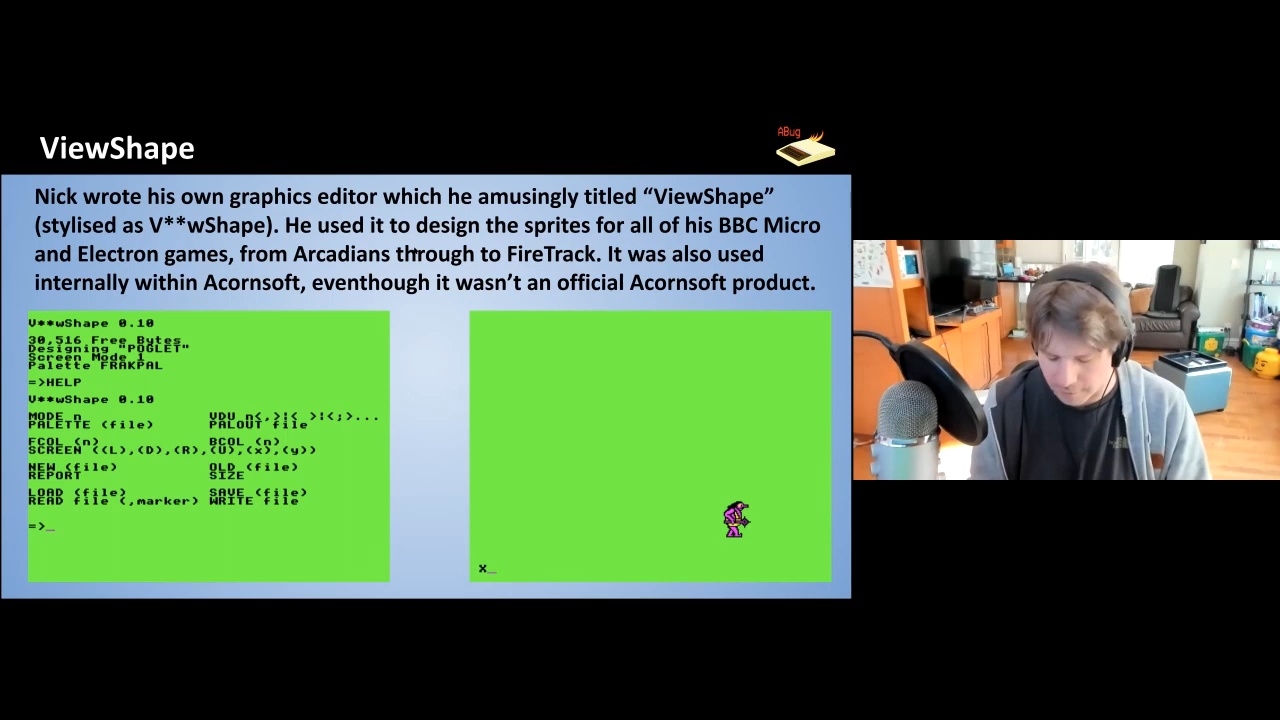 ViewShape
ABug
Nick wrote his own graphics editor which he amusingly titled “ViewShape”
(stylised as V**wShape). He used it to design the sprites for all of his BBC Micro
and Electron games, from Arcadians through to FireTrack. It was also used
internally within Acornsoft, eventhough it wasn’t an official Acornsoft product.
V**wShape 0.10
30,516 Free Bytes
Designing "POGLET"
Screen Mode 1
Palette FRAKPAL
=>HELP
V**wShape 0.10
MODE n VDU n<,>!< >!<;>...
PALETTE (file) PALOUT file
FCOL (n) BCOL (n)
SCREEN ((L),(D),(R),(U),(x),(y))
NEW (file) OLD (file)
REPORT SIZE
LOAD (file) SAVE (file)
READ file (,marker) WRITE file
=>_
x_